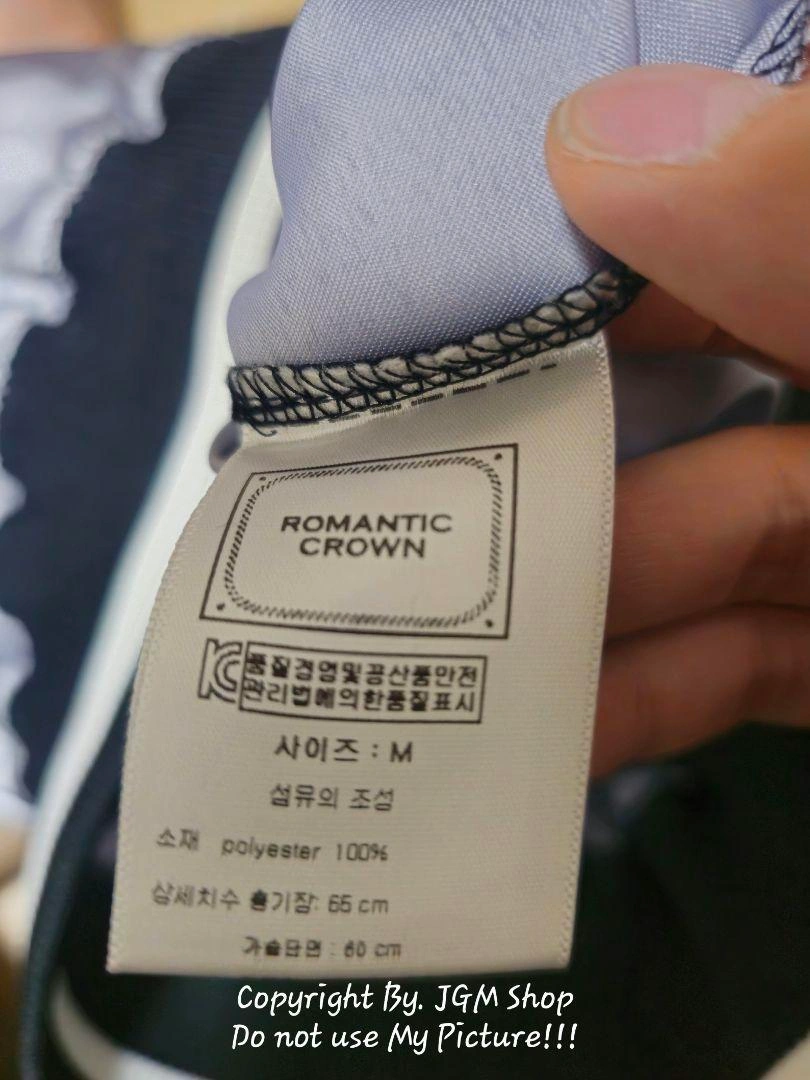 ROMANTIC
CROWN
품질경영및공산품안전
관리법에의한품질표시
사이즈 : M
섬유의 조성
소재 polyester 100%
상세치수 총기장: 65 cm
가슴단면 : 60 cm
Copyright By. JGM Shop
Do not use My Picture!!!